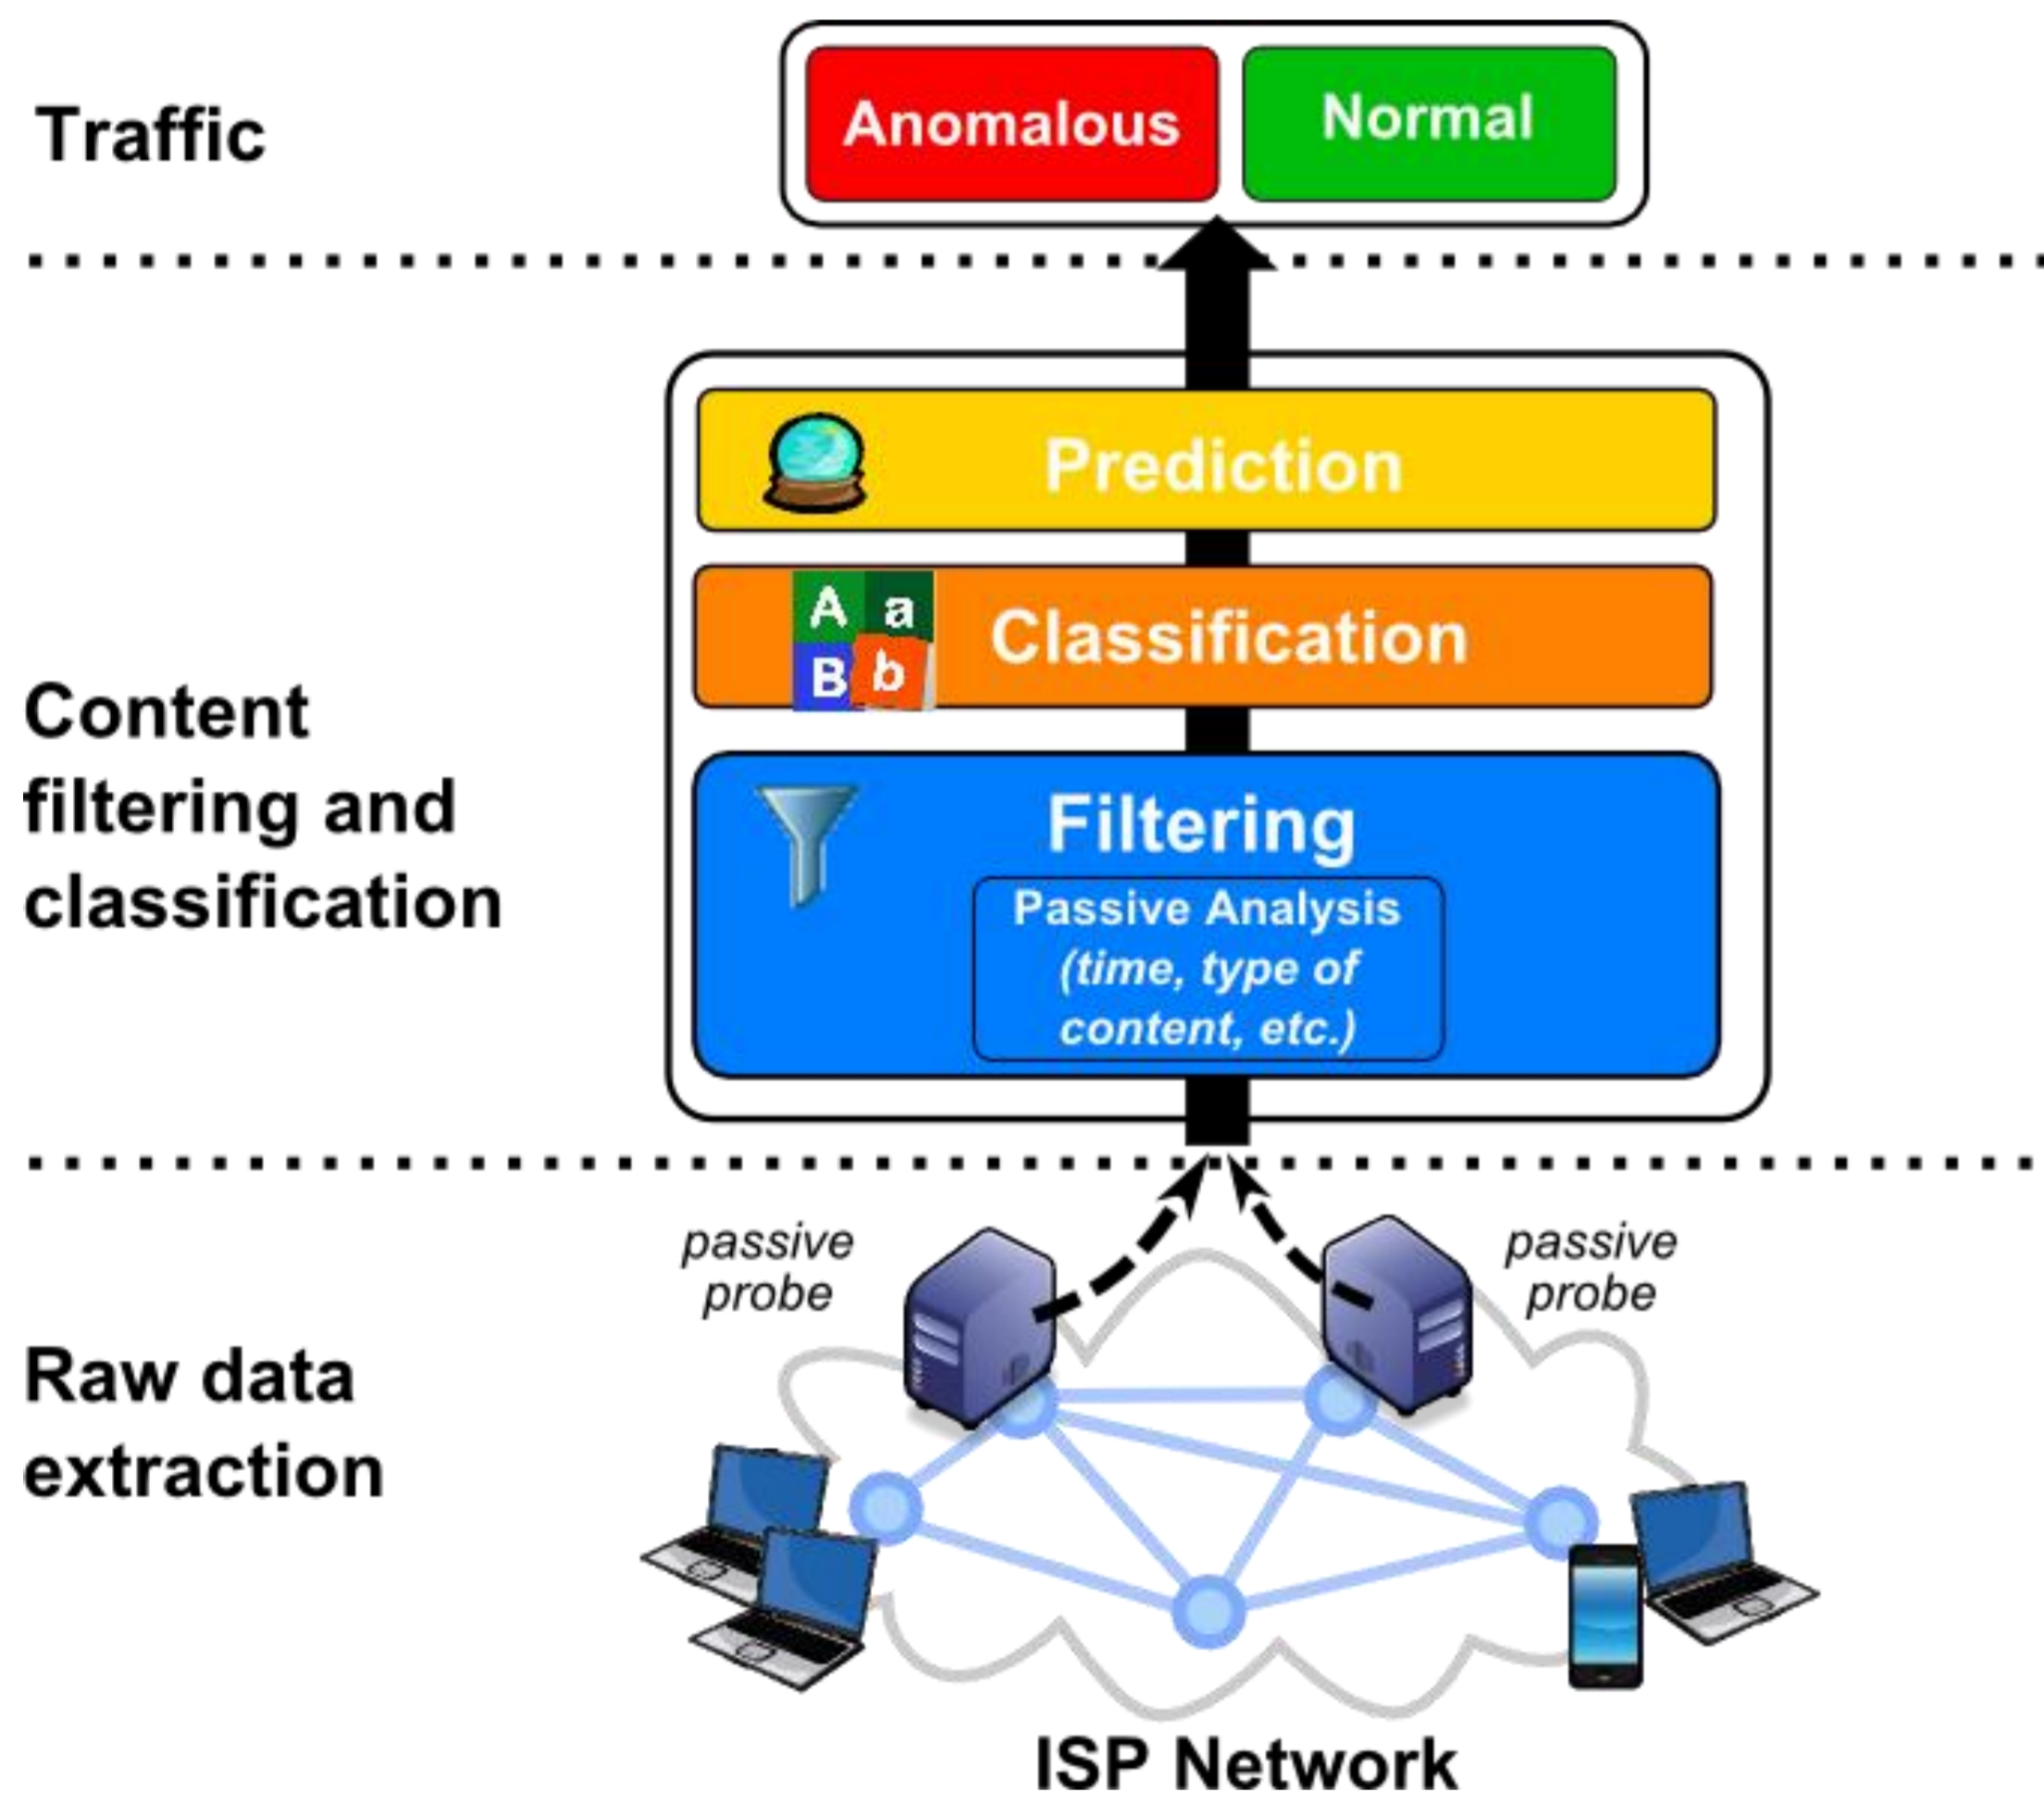 Traffic
Anomalous
Normal
Prediction
A a
B b
Classification
Content
filtering and
classification
Filtering
Passive Analysis
(time, type of
content, etc.)
passive
probe
passive
probe
Raw data
extraction
ISP Network